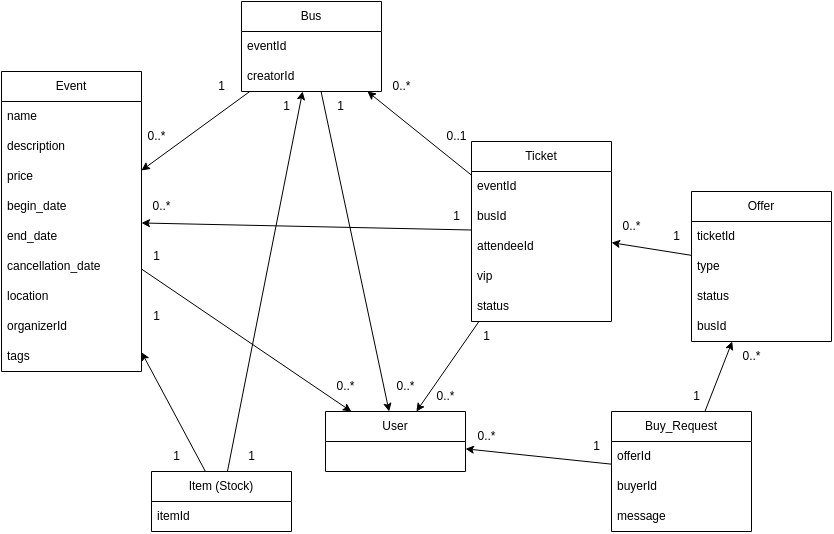 Bus
eventId
creatorId
1
0..*
1
1
0..*
Event
name
description
price
begin_date
end_date
cancellation_date
location
organizerId
tags
0..*
1
1
0..1
1
Ticket
eventId
busId
attendeeId
vip
status
0..*
1
Offer
ticketId
type
status
busId
1
0..*
0..*
0..*
0..*
1
User
0..*
1
1
Buy_Request
offerId
buyerId
message
1
1
Item (Stock)
itemId